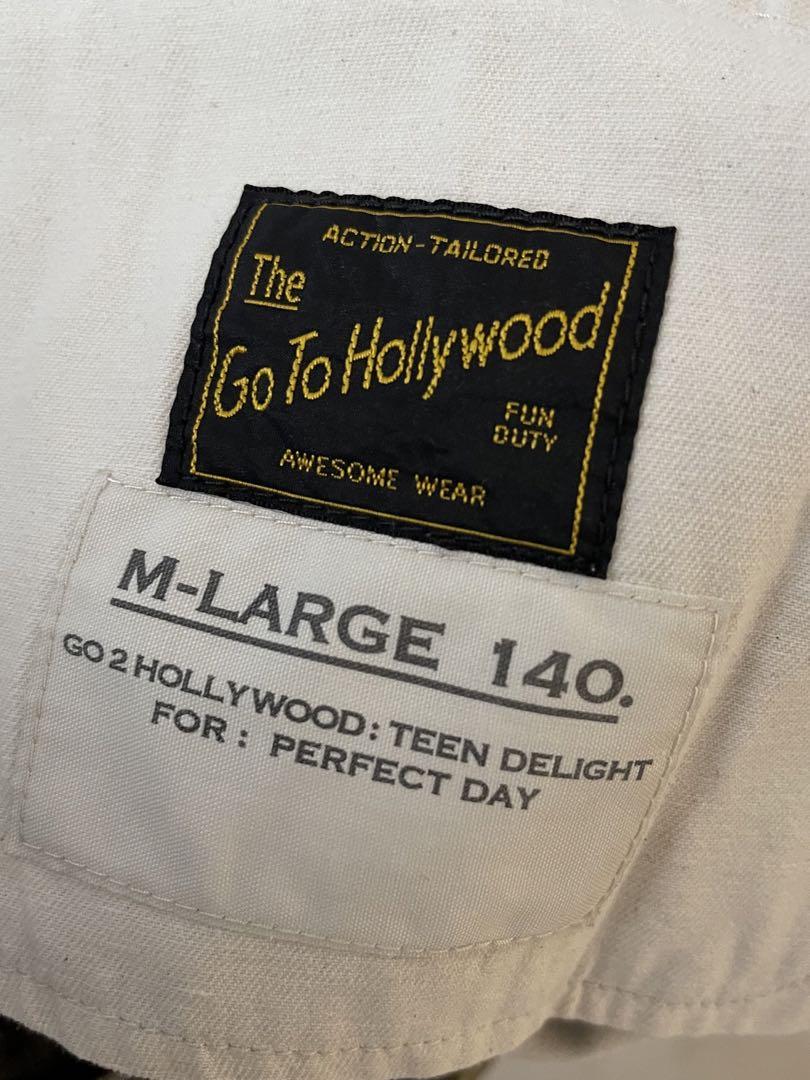 ACTION-TAILORED
The
Go To Hollywood
FUN
DUTY
AWESOME WEAR
M-LARGE 140.
GO 2 HOLLYWOOD: TEEN DELIGHT
FOR: PERFECT DAY